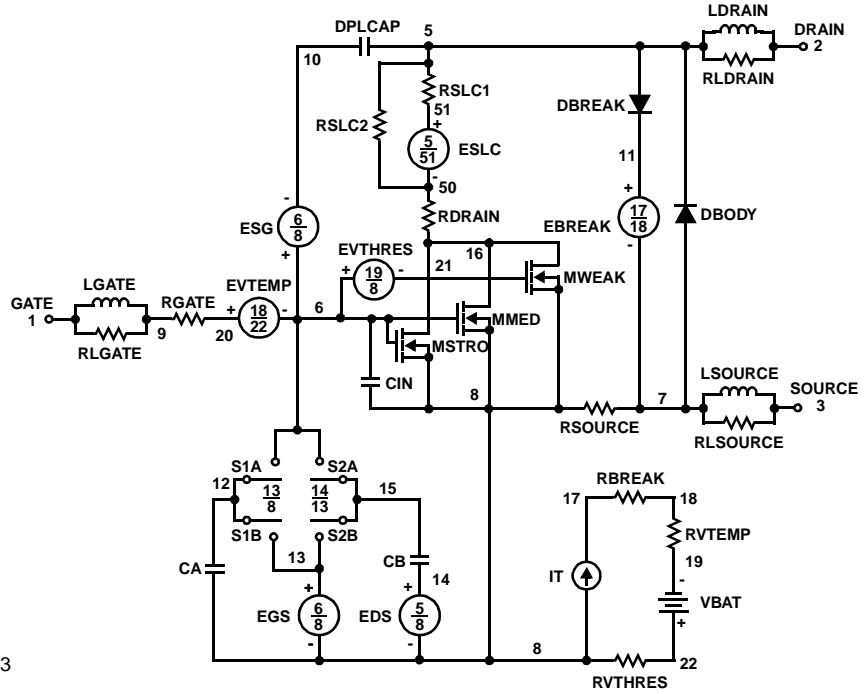 LDRAIN
DPLCAP 5 DRAIN
10 2
RLDRAIN
RSLC1
DBREAK
51
RSLC2 +
5
51 ESLC
11
-
50
- +
6
8 RDRAIN 17
18 DBODY
ESG EBREAK
+ EVTHRES 16 -
+ 19
8 - 21 MWEAK
LGATE EVTEMP
GATE RGATE + 18
22 - 6 MMED
1 9 20
RLGATE MSTRO
LSOURCE
CIN 8 7 SOURCE
3
RSOURCE
RLSOURCE
S1A S2A
12 13
8 14
13 15 RBREAK
17 18
S1B S2B
RVTEMP
13 CB
CA 14 IT 19
+ + -
EGS 6
8 EDS 5
8 VBAT
- - +
8
22
RVTHRES
3